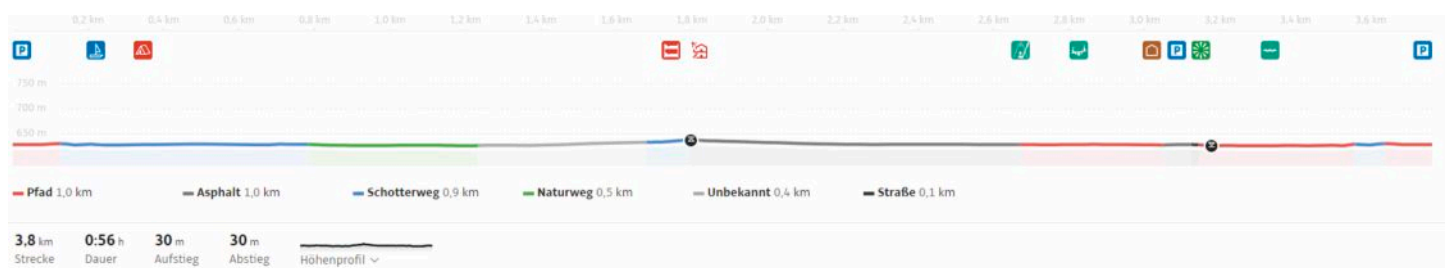 0,2 km 0,4 km 0,6 km 0,8 km 1,0 km 1,2 km 1,4 km 1,6 km 1,8 km 2,0 km 2,2 km 2,4 km 2,6 km 2,8 km 3,0 km 3,2 km 3,4 km 3,6 km
P P P
750 m
700 m
650 m
Pfad 1,0 km Asphalt 1,0 km Schotterweg 0,9 km Naturweg 0,5 km Unbekannt 0,4 km Straße 0,1 km
3,8 km 0:56 h 30 m 30 m
Strecke Dauer Aufstieg Abstieg Höhenprofil